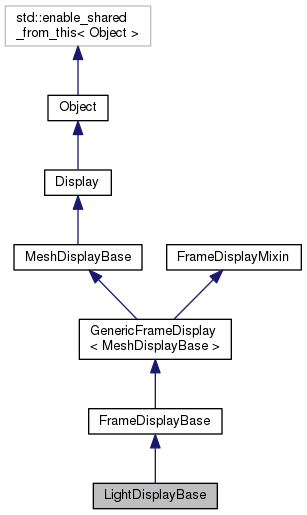 std::enable_shared
_from_this< Object >
Object
Display
MeshDisplayBase
FrameDisplayMixin
GenericFrameDisplay
< MeshDisplayBase >
FrameDisplayBase
LightDisplayBase